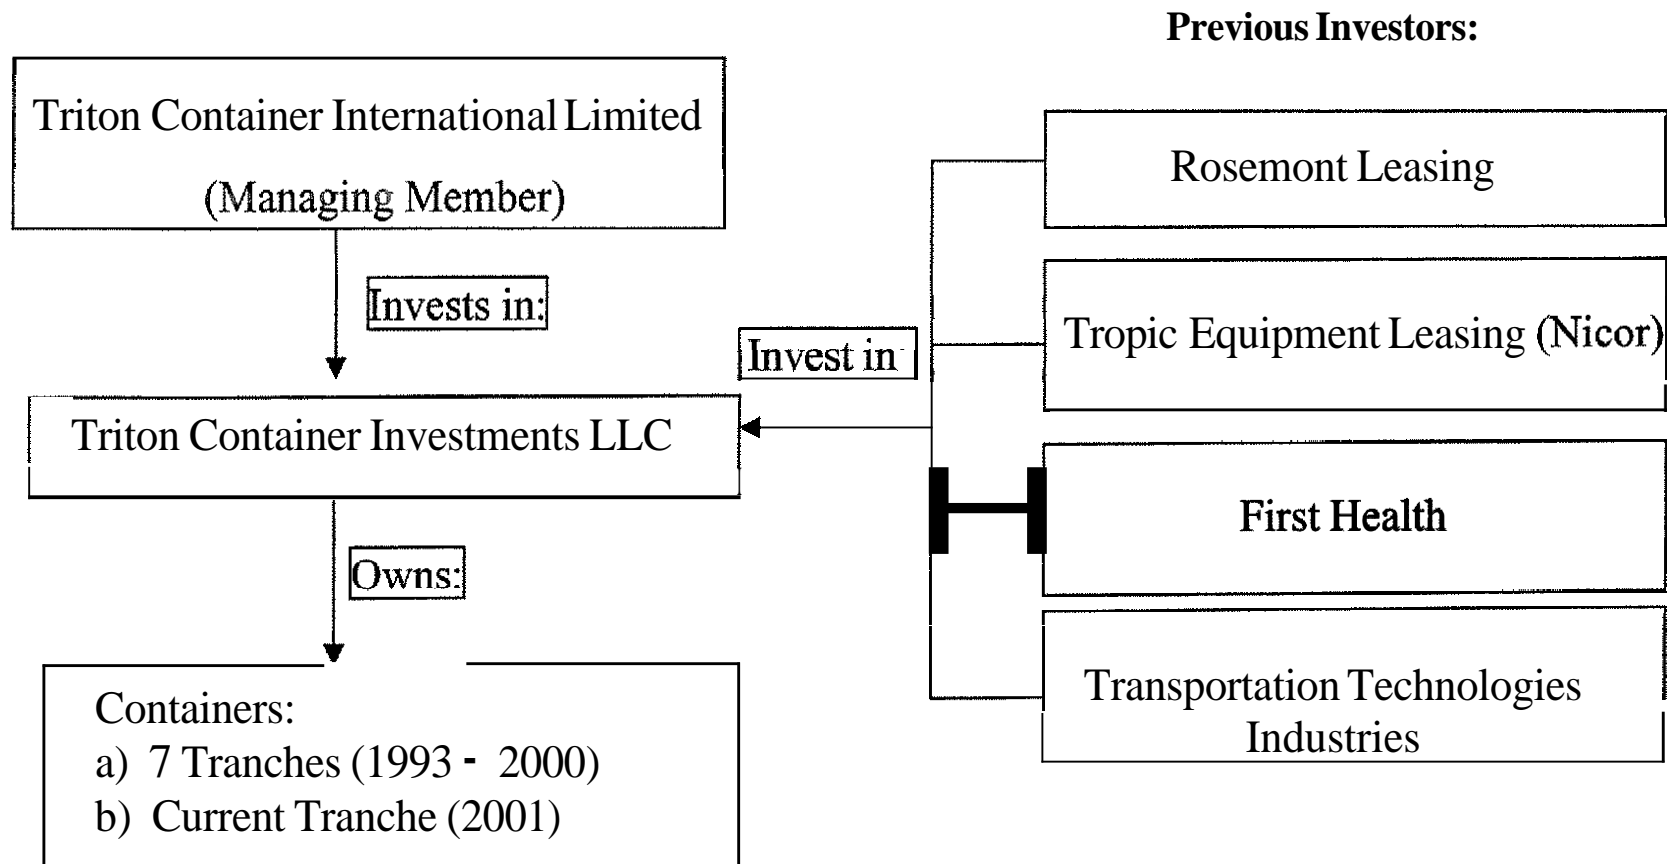 Previous Investors:
Triton Container International Limited
(Managing Member)
Rosemont Leasing
Invests in:
Tropic Equipment Leasing (Nicor)
Invest in
Triton Container Investments LLC
First Health
Owns:
Transportation Technologies
Industries
Containers:
a) 7 Tranches (1993 - 2000)
b) Current Tranche (2001)